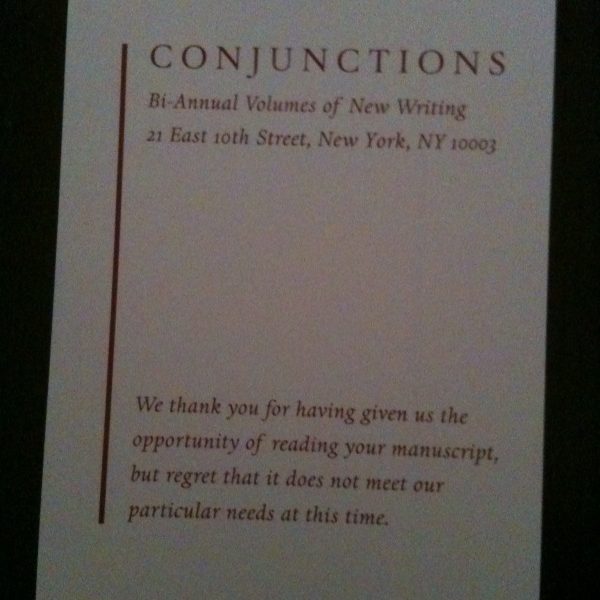 CONJUNCTIONS
Bi-Annual Volumes of New Writing
21 East 10th Street, New York, NY 10003
We thank you for having given us the
opportunity of reading your manuscript,
but regret that it does not meet our
particular needs at this time.